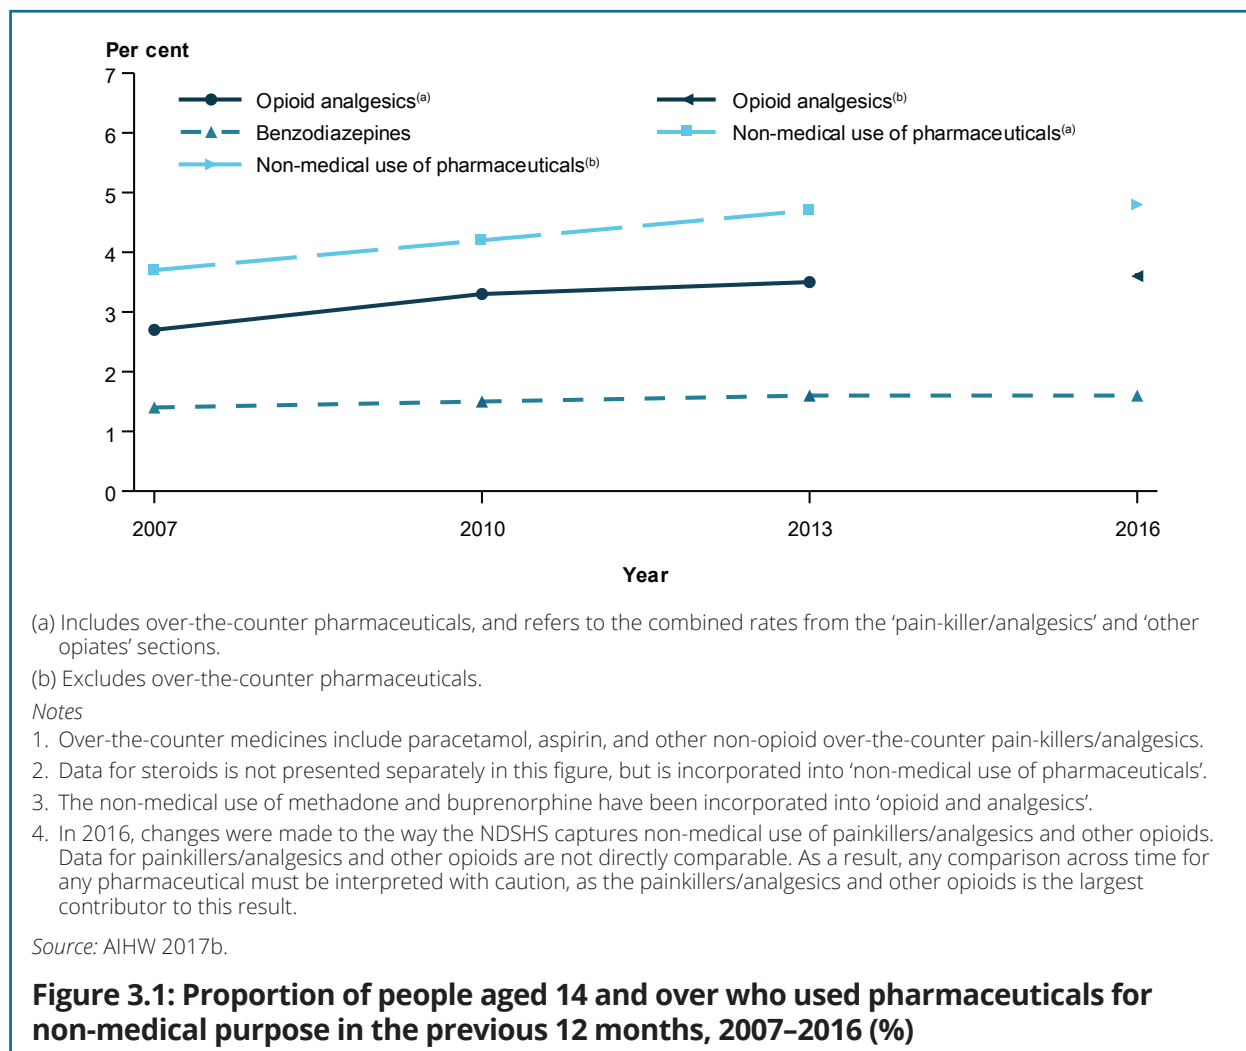 Per cent
7
6
5
4
3
2
1
0
Opioid analgesics(a)
Opioid analgesics(b)
Benzodiazepines
Non-medical use of pharmaceuticals(a)
Non-medical use of pharmaceuticals(b)
2007 2010 2013 2016
Year
(a) Includes over-the-counter pharmaceuticals, and refers to the combined rates from the ‘pain-killer/analgesics’ and ‘other
opiates’ sections.
(b) Excludes over-the-counter pharmaceuticals.
Notes
1. Over-the-counter medicines include paracetamol, aspirin, and other non-opioid over-the-counter pain-killers/analgesics.
2. Data for steroids is not presented separately in this figure, but is incorporated into ‘non-medical use of pharmaceuticals’.
3. The non-medical use of methadone and buprenorphine have been incorporated into ‘opioid and analgesics’.
4. In 2016, changes were made to the way the NDSHS captures non-medical use of painkillers/analgesics and other opioids.
Data for painkillers/analgesics and other opioids are not directly comparable. As a result, any comparison across time for
any pharmaceutical must be interpreted with caution, as the painkillers/analgesics and other opioids is the largest
contributor to this result.
Source: AIHW 2017b.
Figure 3.1: Proportion of people aged 14 and over who used pharmaceuticals for
non-medical purpose in the previous 12 months, 2007–2016 (%)